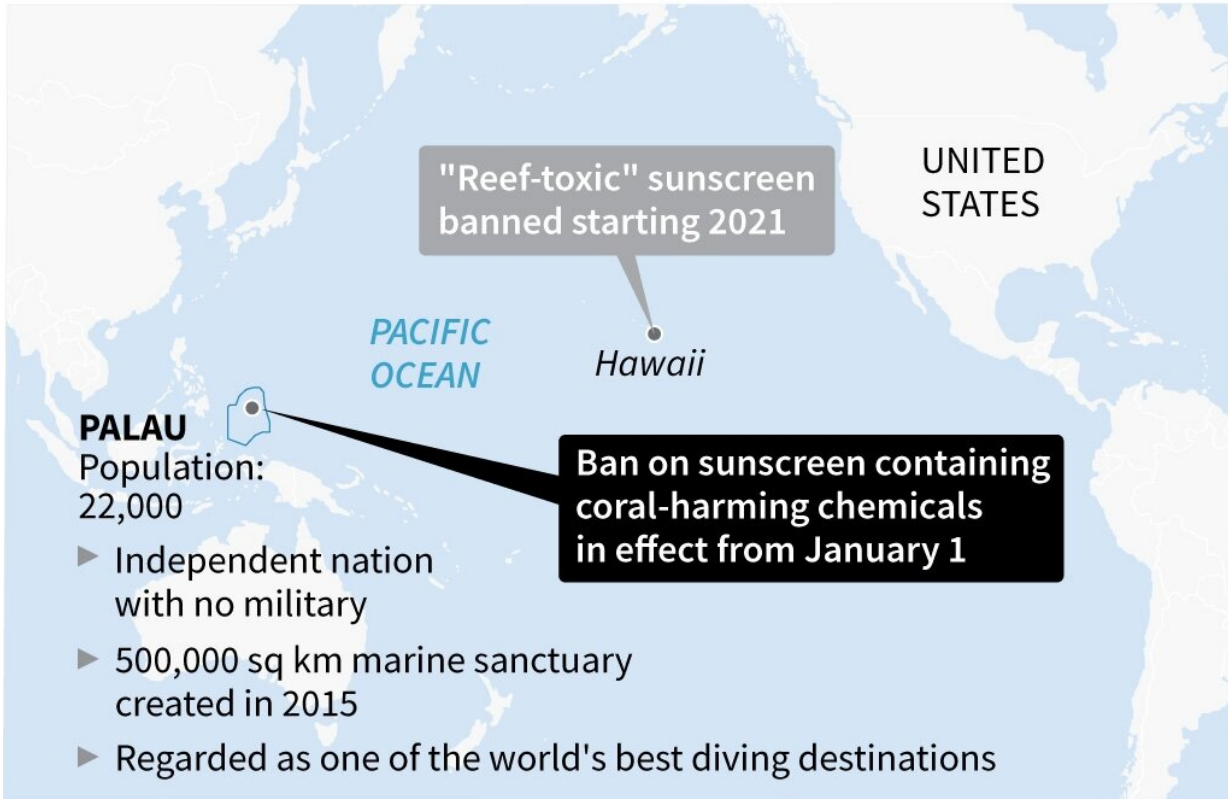 "Reef-toxic" sunscreen
banned starting 2021
UNITED
STATES
PACIFIC
OCEAN
Hawaii
PALAU
Population:
22,000
Ban on sunscreen containing
coral-harming chemicals
in effect from January 1
▶ Independent nation
with no military
▶ 500,000 sq km marine sanctuary
created in 2015
▶ Regarded as one of the world's best diving destinations